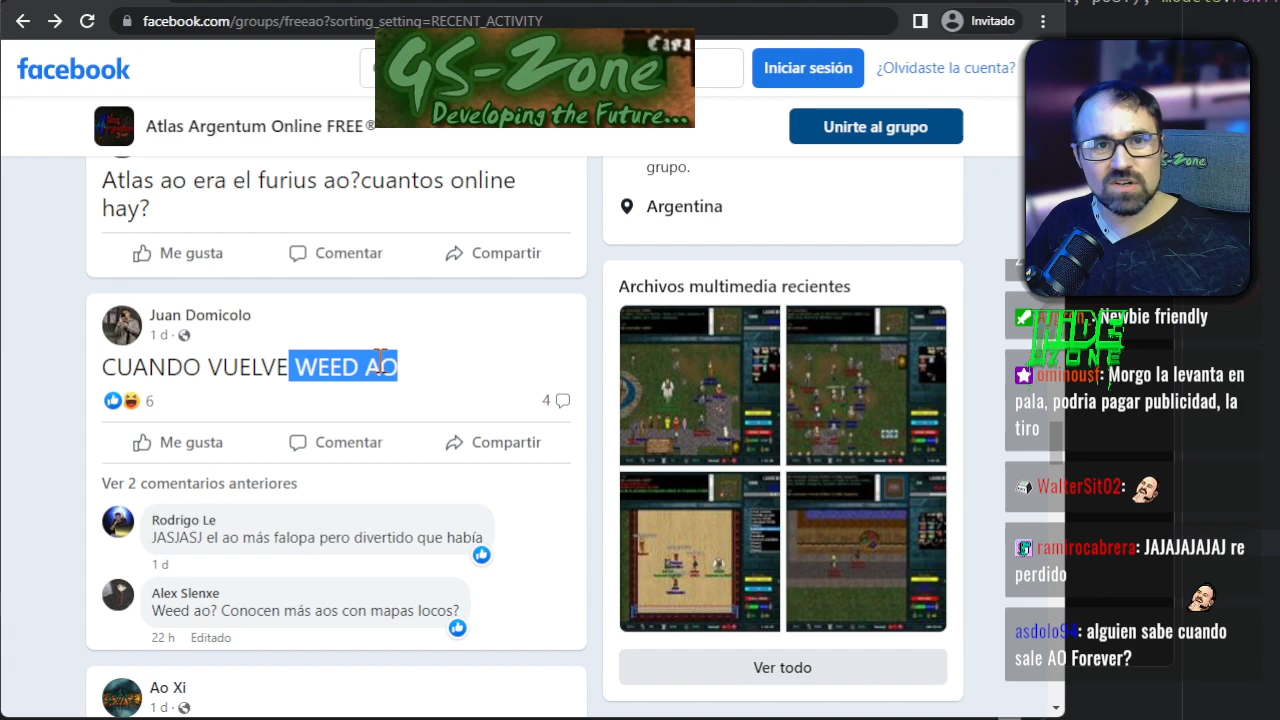 facebook.com/groups/freeao?sorting_setting=RECENT_ACTIVITY
Invitado
facebook
GS-Zone
Developing the Future...
Cara
Iniciar sesión
¿Olvidaste la cuenta?
Atlas Argentum Online FREE®
Unirte al grupo
Atlas ao era el furius ao?cuantos online
hay?
Me gusta
Comentar
Compartir
grupo.
Argentina
Juan Domicolo
1 d
CUANDO VUELVE WEED AO
6
4
Me gusta
Comentar
Compartir
Ver 2 comentarios anteriores
Rodrigo Le
JASJASJ el ao más falopa pero divertido que había
1 d
Alex Slenxe
Weed ao? Conocen más aos con mapas locos?
22 h Editado
Ao Xi
1 d
Archivos multimedia recientes
Ver todo
: Newbie friendly
ZONE
ominousf: Morgo la levanta en
pala, podria pagar publicidad, la
tiro
WalterSit02:
ramirocabrera: JAJAJAJAJAJ re
perdido
asdolo94: alguien sabe cuando
sale AO Forever?